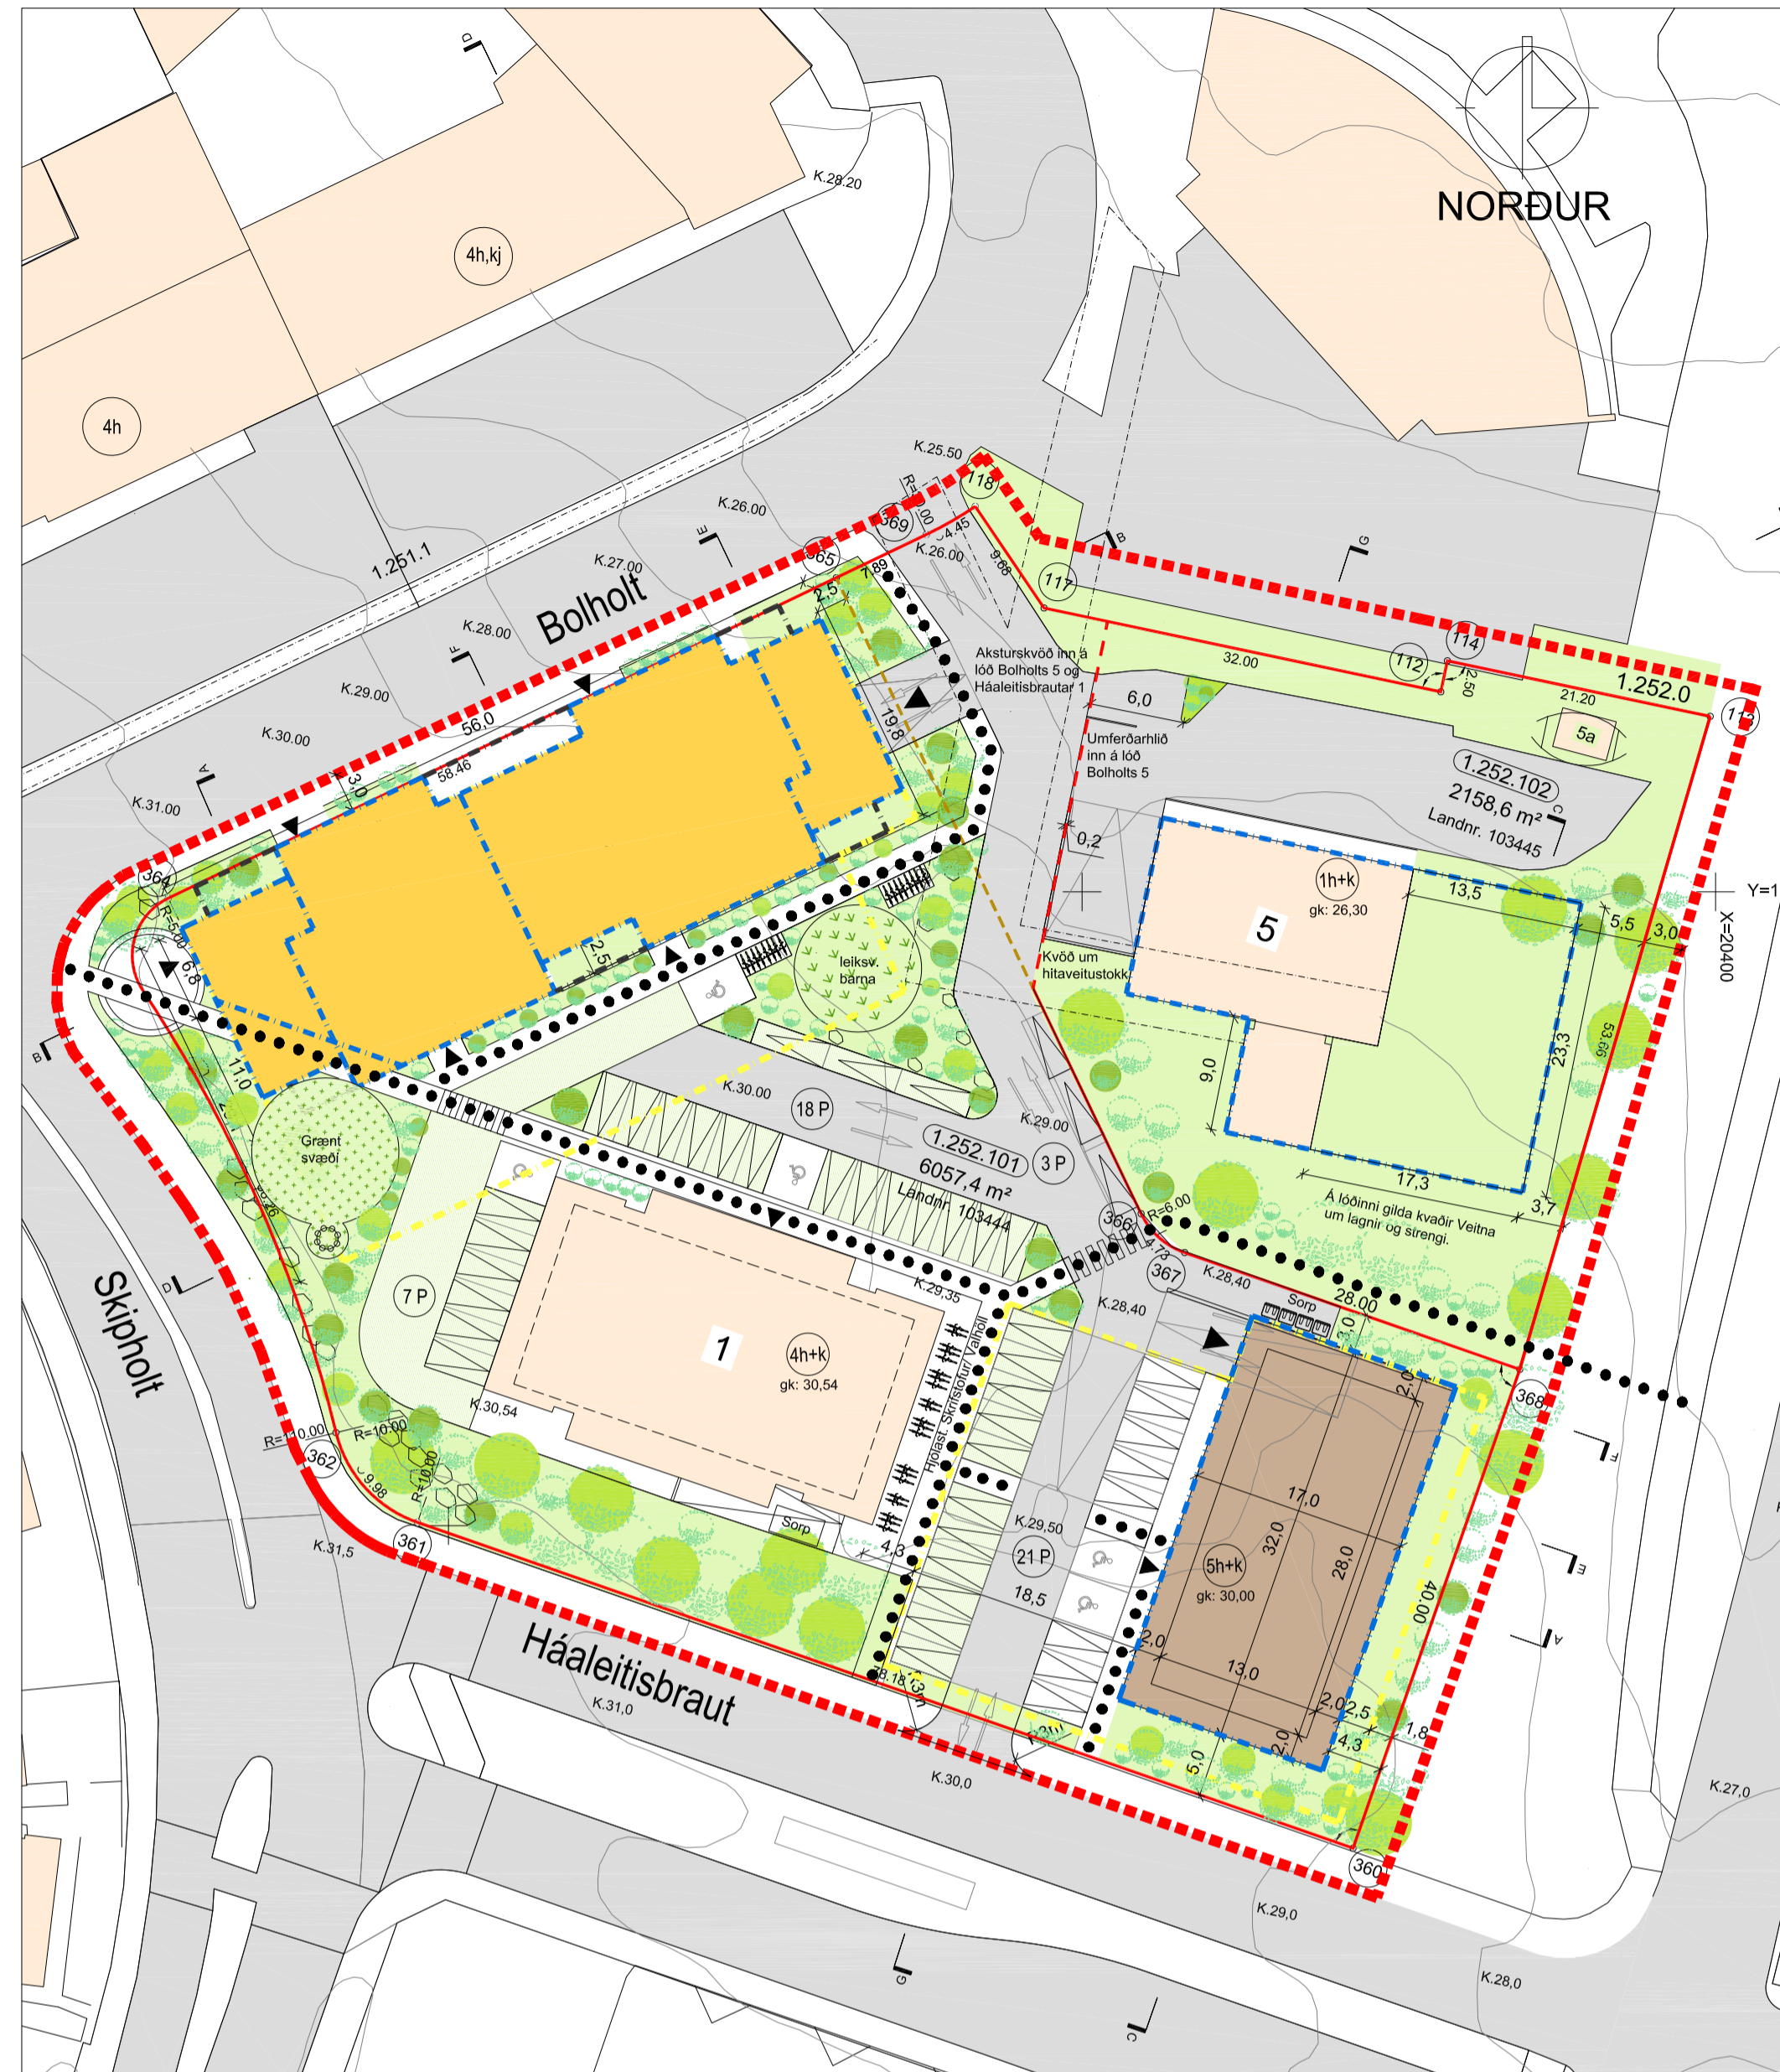 D
NORÐUR
K.28.20
4h,kj
4h
K.25.50
118
R=
.00
369
K.26.00
E
1.251.1
K.27.00
365
4.45
K.26.00
9.68
B
G
7.89
2,5
117
Bolholt
K.28.00
F
114
112
2.50
32.00
21.20
1.252.0
113
Aksturskvöð inn á
lóð Bolholts 5 og
Háaleitisbrautar 1
K.29.00
6,0
19,8
56,0
5a
K.30.00
58.46
Umferðarhlið
inn á lóð
Bolholts 5
1.252.102
2158,6 m²
Landnr. 103445
C
A
3,0
K.31.00
0,2
364
1h+k
gk: 26,30
13,5
Y=1
X=20400
5
5,5
3,0
R=5.00
6,8
2,5
leiksv.
barna
Kvöð um
hitaveitustokk
B
53.66
23,3
11,0
9,0
K.30.00
18 P
K.29.00
Grænt
svæði
1.252.101
6057,4 m²
Landnr. 103444
3 P
17,3
3,7
Á lóðinni gilda kvaðir Veitna
um lagnir og strengi.
366
R=6.00
4.73
367
K.28,40
D
Skipholt
7 P
K.29,35
K.28,40
Sorp
28.00
3,0
1
4h+k
gk: 30,54
Hjólast. Skrifstofur/ Valhöll
2,0
368
K.30,54
R=110,00
R=10.00
362
R=10.00
9.98
F
17,0
Sorp
K.29,50
361
K.31,5
4,3
21 P
32,0
28,0
E
5h+k
gk: 30,00
18,5
40.00
A
2,0
Háaleitisbraut
13,0
78.18
K.31,0
2,0
2,5
1,8
2,0
4,3
5,0
K.30,0
K.27,0
360
K.29,0
G
K.28,0
C